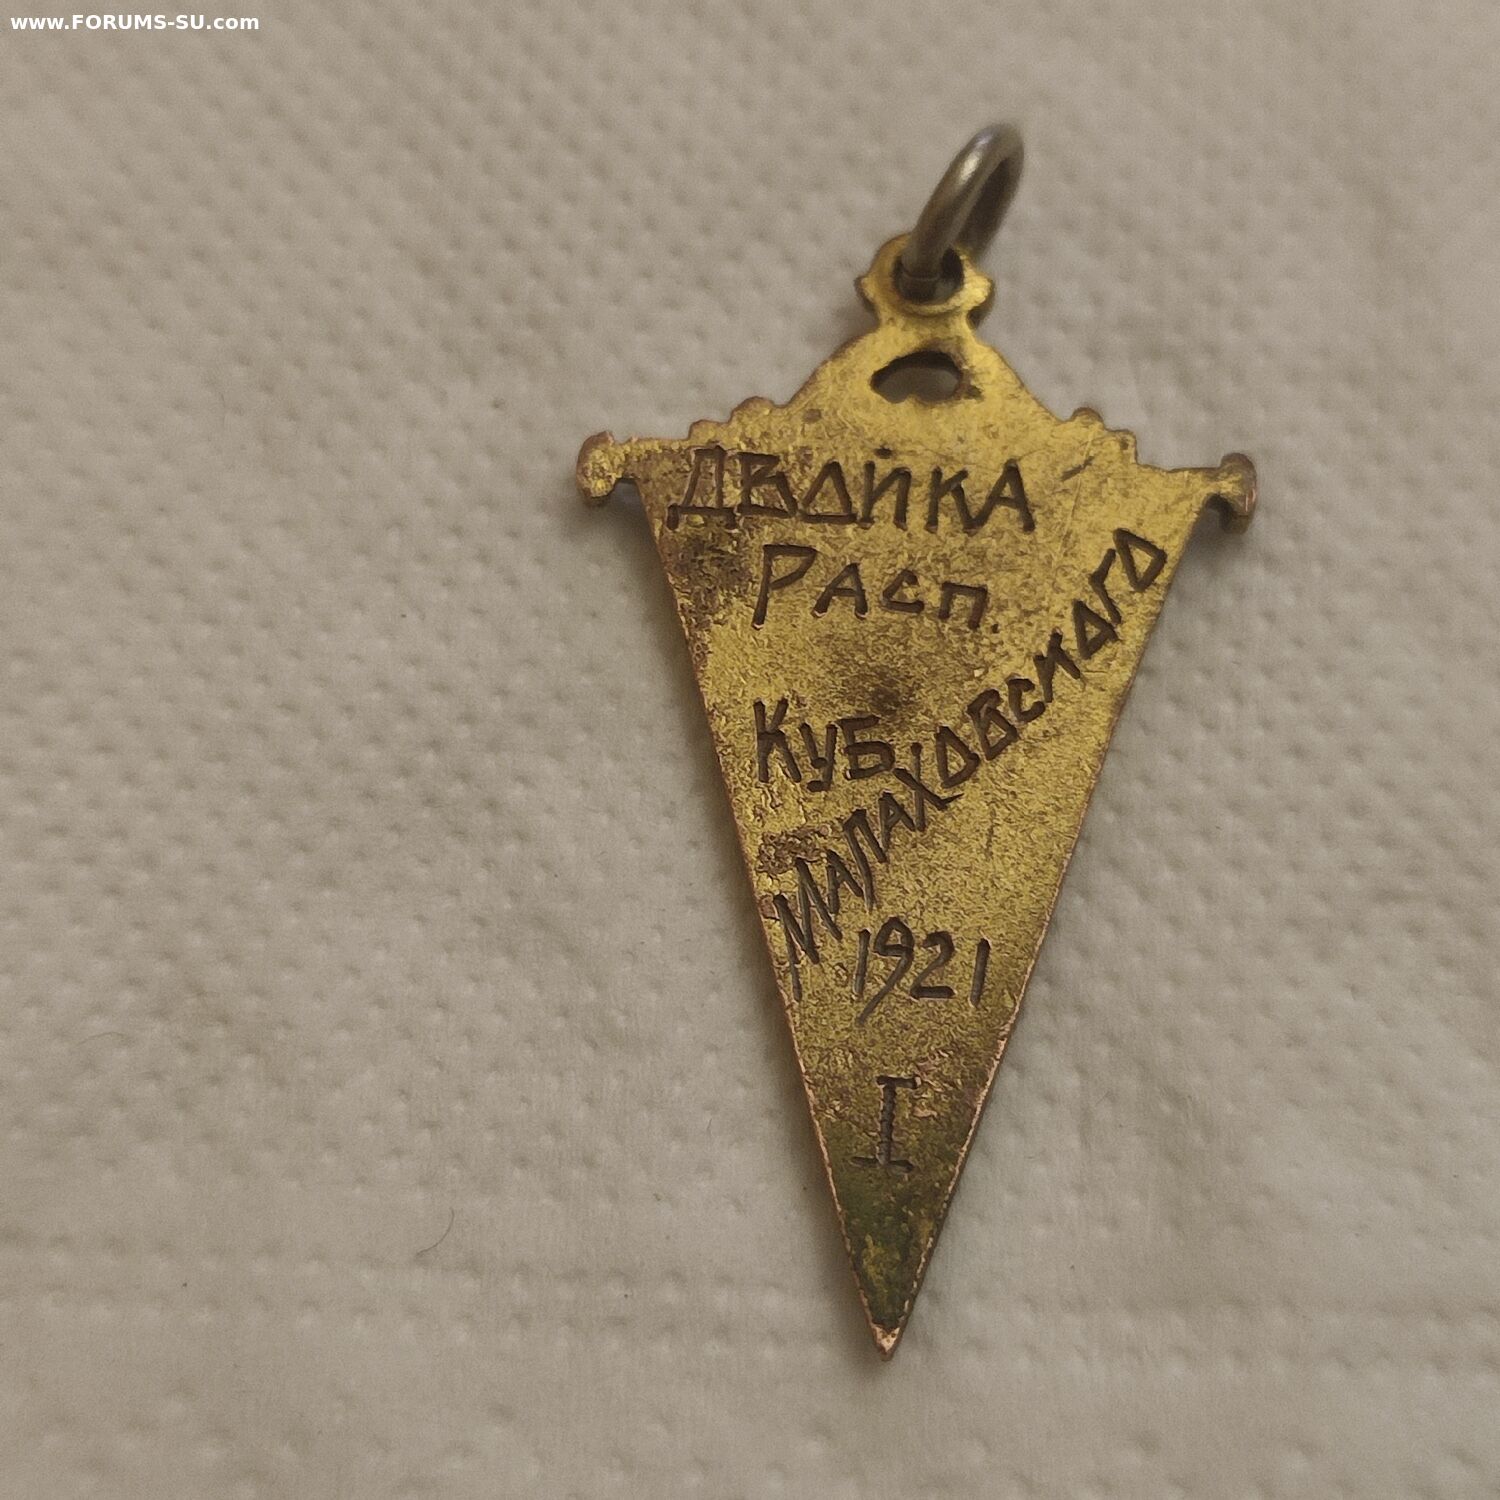 www.FORUMS-SU.com
ДВОЙКА
РАСП.
КУБ.
МАЛАХОВСКАГО
1921
I